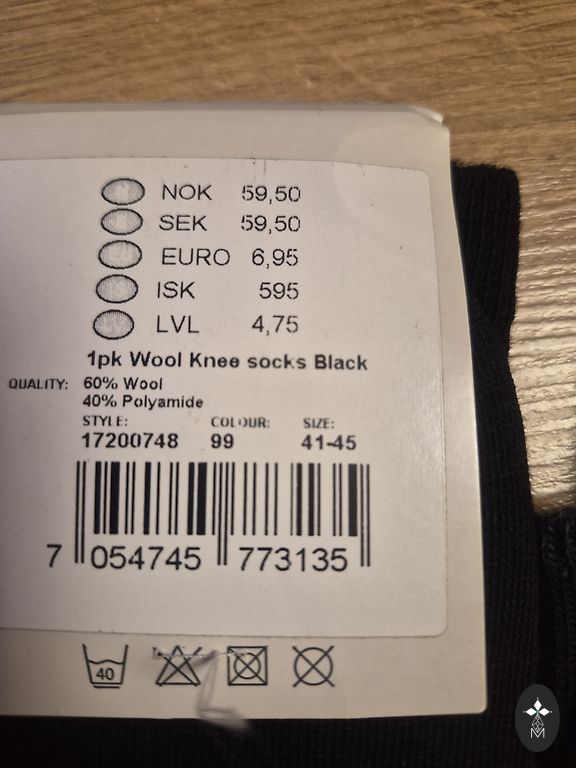 NOK 59,50
SEK 59,50
EURO 6,95
ISK 595
LVL 4,75
1pk Wool Knee socks Black
QUALITY: 60% Wool
40% Polyamide
STYLE: COLOUR: SIZE:
17200748 99 41-45
7 054745 773135
40
M